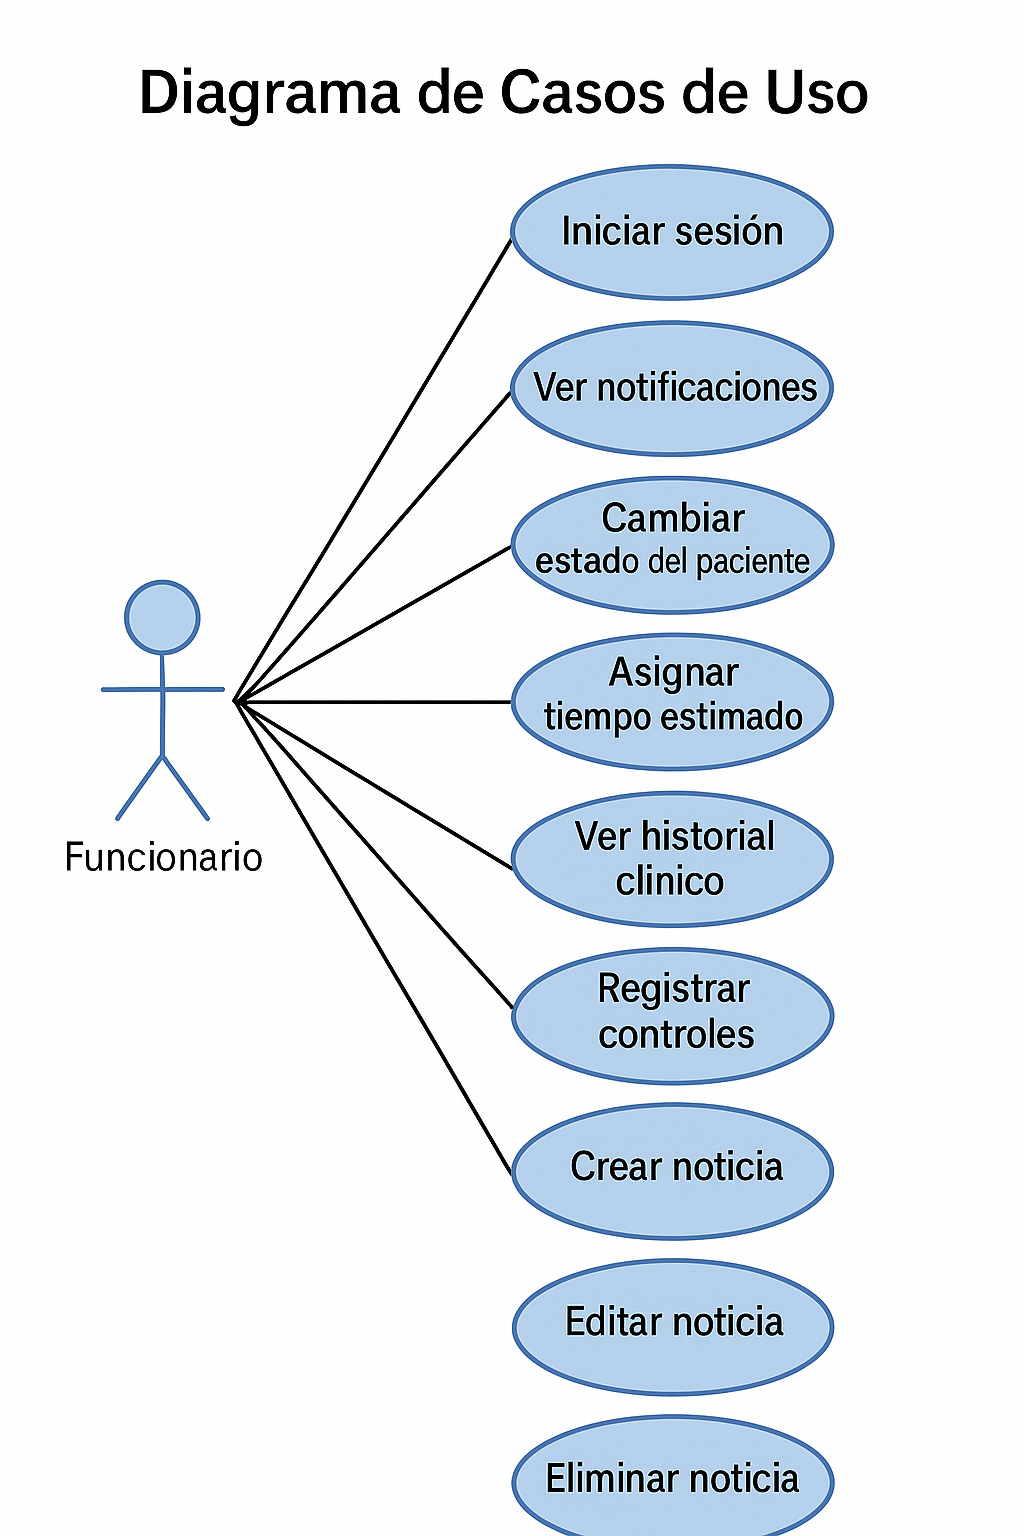 Diagrama de Casos de Uso
Iniciar sesión
Ver notificaciones
Cambiar
estado del paciente
Asignar
tiempo estimado
Funcionario
Ver historial
clinico
Registrar
controles
Crear noticia
Editar noticia
Eliminar noticia